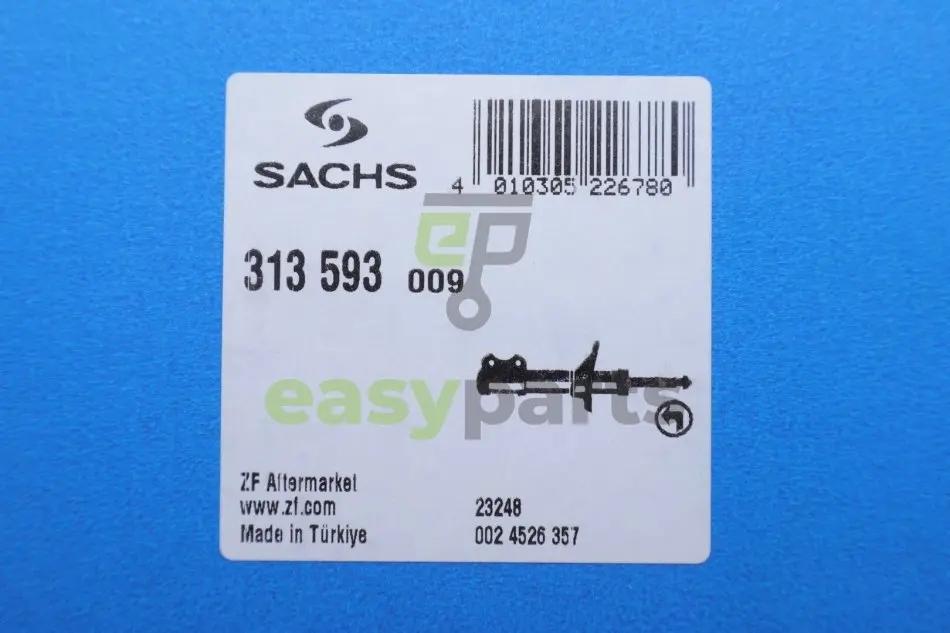 SACHS
4 010305 226780
313 593 009
ep
easyparts
ZF Aftermarket
www.zf.com
Made in Türkiye
23248
002 4526 357